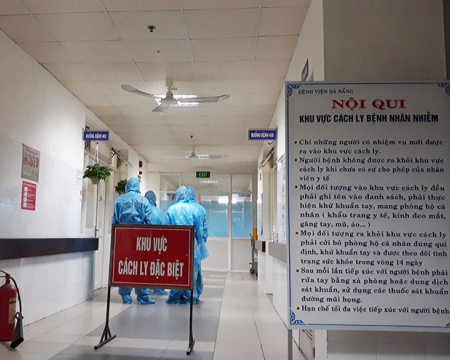 BUỒNG BỆNH 405
BUỒNG BỆNH 406
EXIT
KHU VỰC
CÁCH LY ĐẶC BIỆT
BỆNH VIỆN ĐÀ NẴNG
NỘI QUI
KHU VỰC CÁCH LY BỆNH NHÂN NHIỄM
• Chỉ những người có nhiệm vụ mới được
ra vào khu vực cách ly.
• Người bệnh không được ra khỏi khu vực
cách ly khi chưa có sự cho phép của nhân
viên y tế
• Mọi đối tượng vào khu vực cách ly đều
phải ghi tên vào danh sách, phải thực
hiện khử khuẩn tay, mang phòng hộ cá
nhân ( khẩu trang y tế, kính đeo mắt,
găng tay, mũ, áo... )
• Mọi đối tượng ra khỏi khu vực cách ly
phải cởi bỏ phòng hộ cá nhân đúng qui
định, khử khuẩn tay và được theo dõi tình
trạng sức khỏe trong vòng 14 ngày
• Sau mỗi lần tiếp xúc với người bệnh phải
rửa tay bằng xà phòng hoặc dung dịch
sát khuẩn, sử dụng các thuốc sát khuẩn
đường mũi họng.
• Hạn chế tối đa việc tiếp xúc với người bệnh